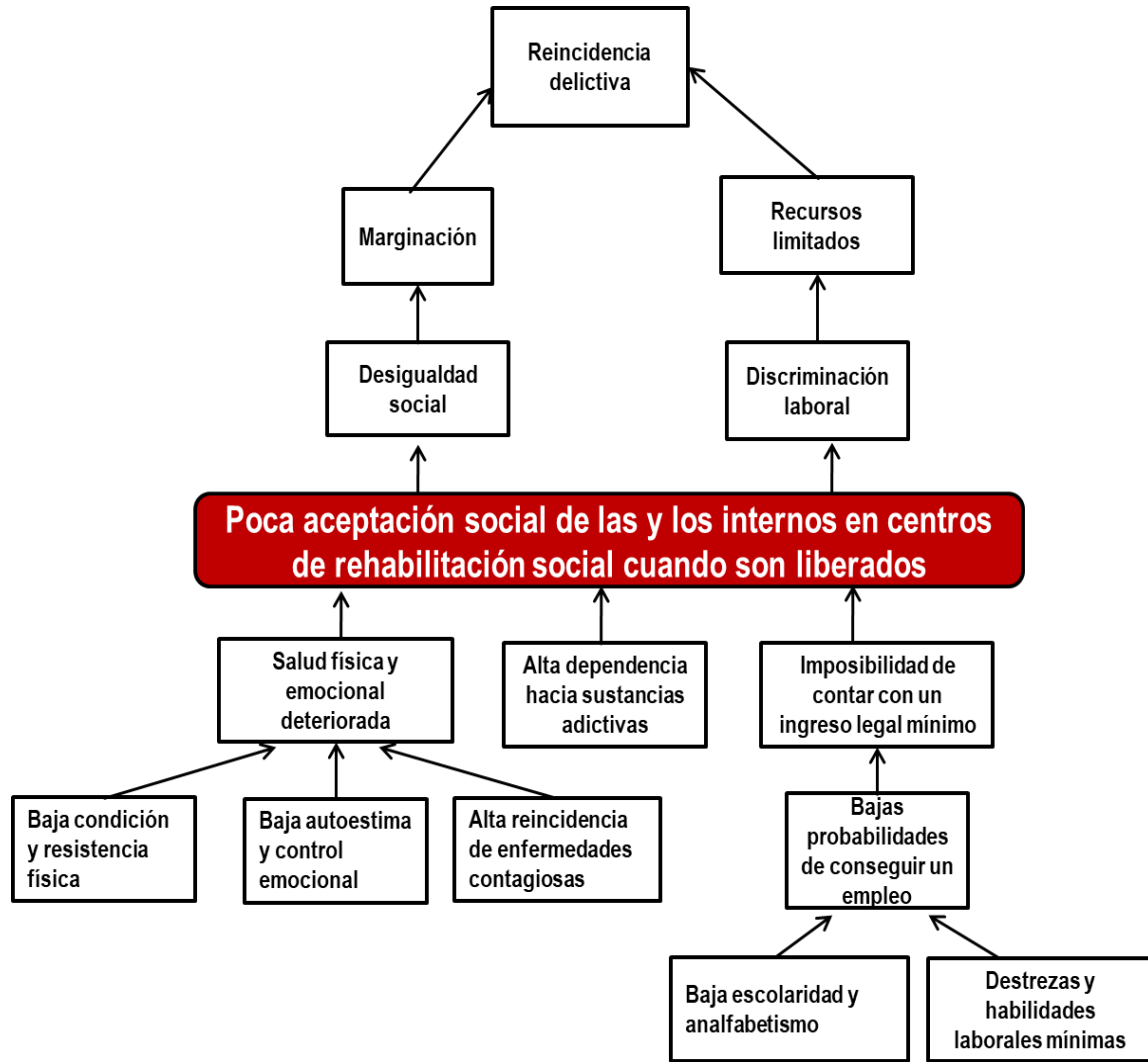 Reincidencia
delictiva
Marginación
Recursos
limitados
Desigualdad
social
Discriminación
laboral
Poca aceptación social de las y los internos en centros
de rehabilitación social cuando son liberados
Salud física y
emocional
deteriorada
Alta dependencia
hacia sustancias
adictivas
Imposibilidad de
contar con un
ingreso legal mínimo
Baja condición
y resistencia
física
Baja autoestima
y control
emocional
Alta reincidencia
de enfermedades
contagiosas
Bajas
probabilidades
de conseguir un
empleo
Baja escolaridad y
analfabetismo
Destrezas y
habilidades
laborales mínimas